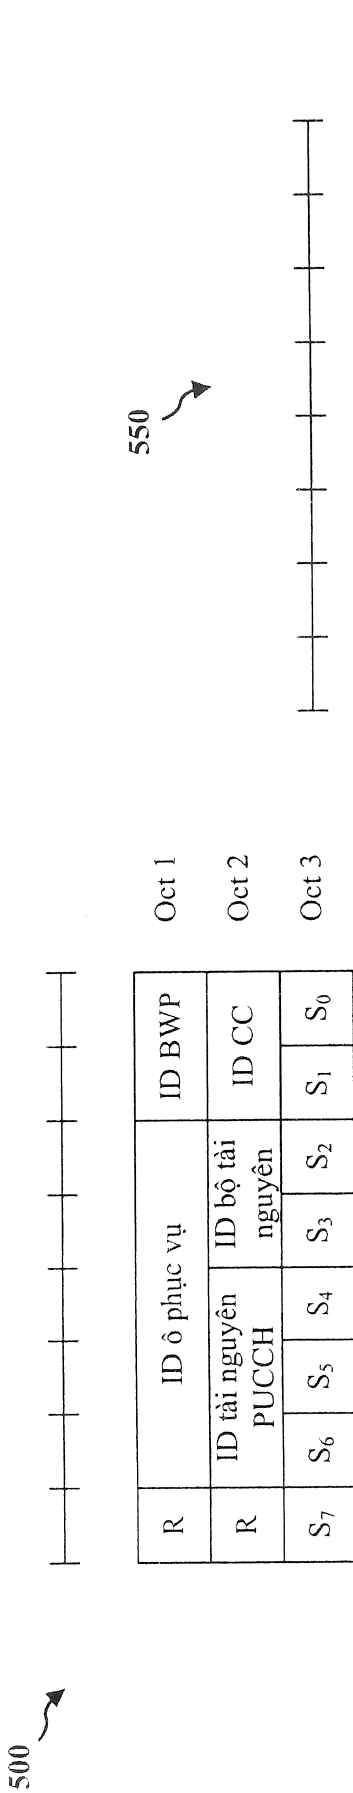 500
R
ID ô phục vụ
ID BWP
Oct 1
R
ID tài nguyên
PUCCH
ID bộ tài
nguyên
ID CC
Oct 2
S7
S6
S5
S4
S3
S2
S1
S0
Oct 3
550